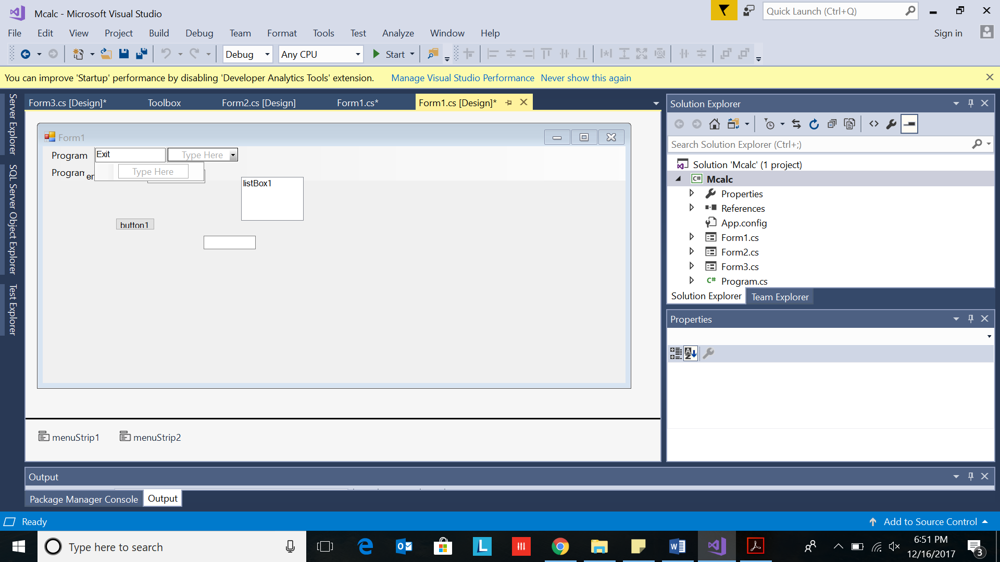 Mcalc - Microsoft Visual Studio
Quick Launch (Ctrl+Q)
File Edit View Project Build Debug Team Format Tools Test Analyze Window Help
Sign in
Debug Any CPU Start
You can improve 'Startup' performance by disabling 'Developer Analytics Tools' extension. Manage Visual Studio Performance Never show this again
Server Explorer
SQL Server Object Explorer
Test Explorer
Form3.cs [Design]* Toolbox Form2.cs [Design] Form1.cs* Form1.cs [Design]*
Form1
Program Exit Type Here
Program er Type Here
listBox1
button1
menuStrip1 menuStrip2
Solution Explorer
Search Solution Explorer (Ctrl+;)
Solution 'Mcalc' (1 project)
C# Mcalc
Properties
References
App.config
Form1.cs
Form2.cs
Form3.cs
C# Program.cs
Solution Explorer Team Explorer
Properties
Output
Package Manager Console Output
Ready
Add to Source Control
Type here to search
6:51 PM
12/16/2017
3